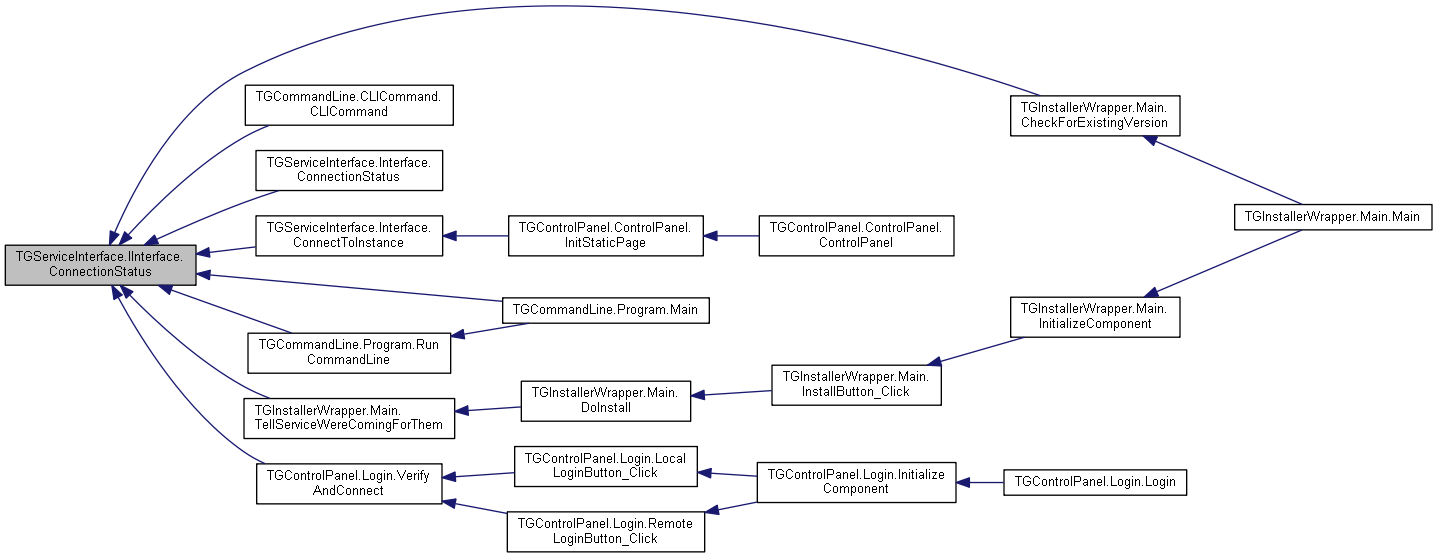 TGServiceInterface.IInterface.
ConnectionStatus
TGCommandLine.CLICommand.
CLICommand
TGServiceInterface.Interface.
ConnectionStatus
TGServiceInterface.Interface.
ConnectToInstance
TGControlPanel.ControlPanel.
InitStaticPage
TGControlPanel.ControlPanel.
ControlPanel
TGCommandLine.Program.Main
TGCommandLine.Program.Run
CommandLine
TGInstallerWrapper.Main.
TellServiceWereComingForThem
TGInstallerWrapper.Main.
DoInstall
TGInstallerWrapper.Main.
InstallButton_Click
TGInstallerWrapper.Main.
InitializeComponent
TGInstallerWrapper.Main.
CheckForExistingVersion
TGInstallerWrapper.Main.Main
TGControlPanel.Login.Verify
AndConnect
TGControlPanel.Login.Local
LoginButton_Click
TGControlPanel.Login.Remote
LoginButton_Click
TGControlPanel.Login.Initialize
Component
TGControlPanel.Login.Login